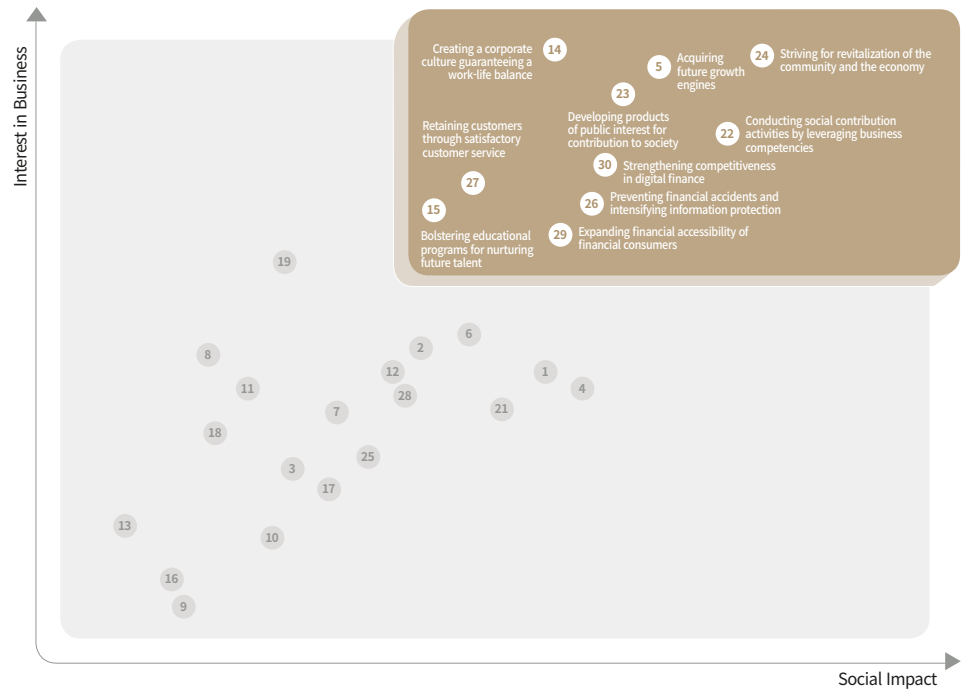 Interest in Business
Creating a corporate
culture guaranteeing a
work-life balance
14
5
Acquiring
future growth
engines
24
Striving for revitalization of the
community and the economy
23
Developing products
of public interest for
contribution to society
22
Conducting social contribution
activities by leveraging business
competencies
Retaining customers
through satisfactory
customer service
27
30
Strengthening competitiveness
in digital finance
26
Preventing financial accidents and
intensifying information protection
15
Bolstering educational
programs for nurturing
future talent
29
Expanding financial accessibility of
financial consumers
19
6
2
8
12
1
11
4
28
21
7
18
25
3
17
13
10
16
9
Social Impact